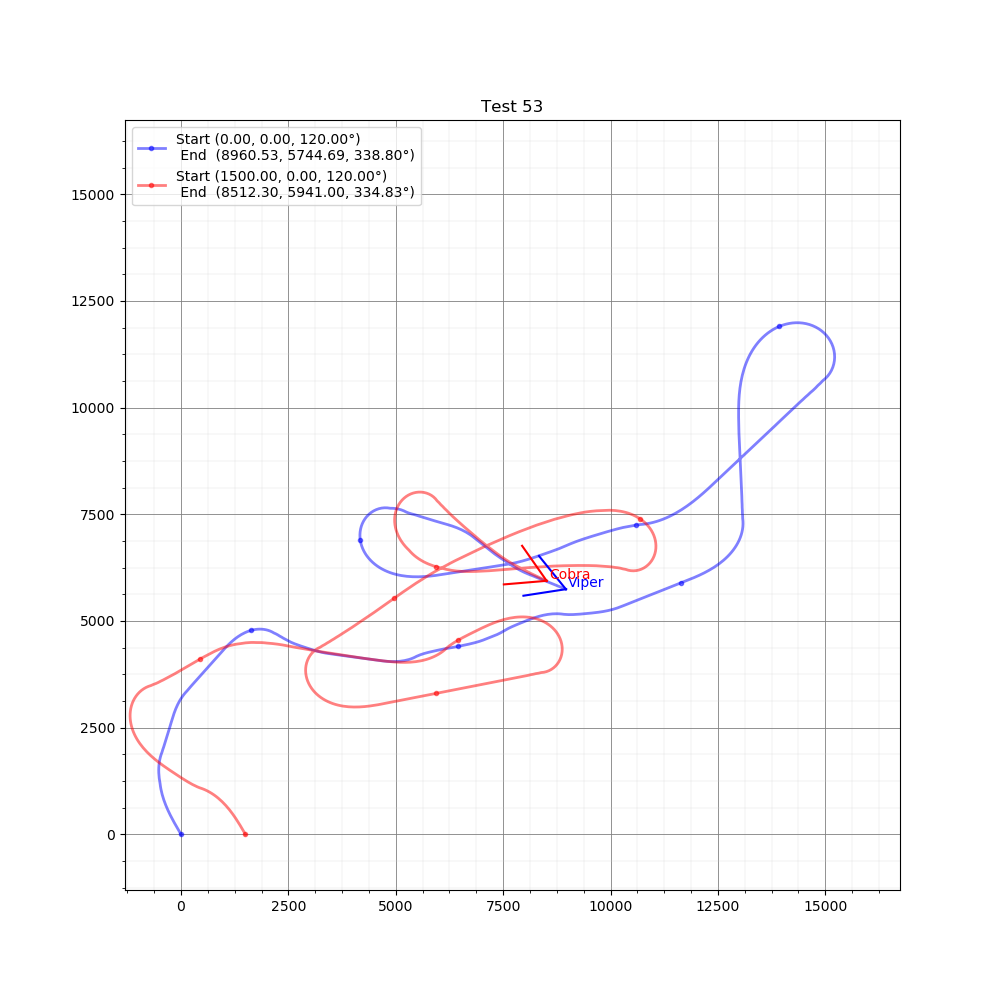 Test 53
Start (0.00, 0.00, 120.00°)
End  (8960.53, 5744.69, 338.80°)
Start (1500.00, 0.00, 120.00°)
End  (8512.30, 5941.00, 334.83°)
15000
12500
10000
7500
5000
2500
0
Cobra
Viper
0 2500 5000 7500 10000 12500 15000